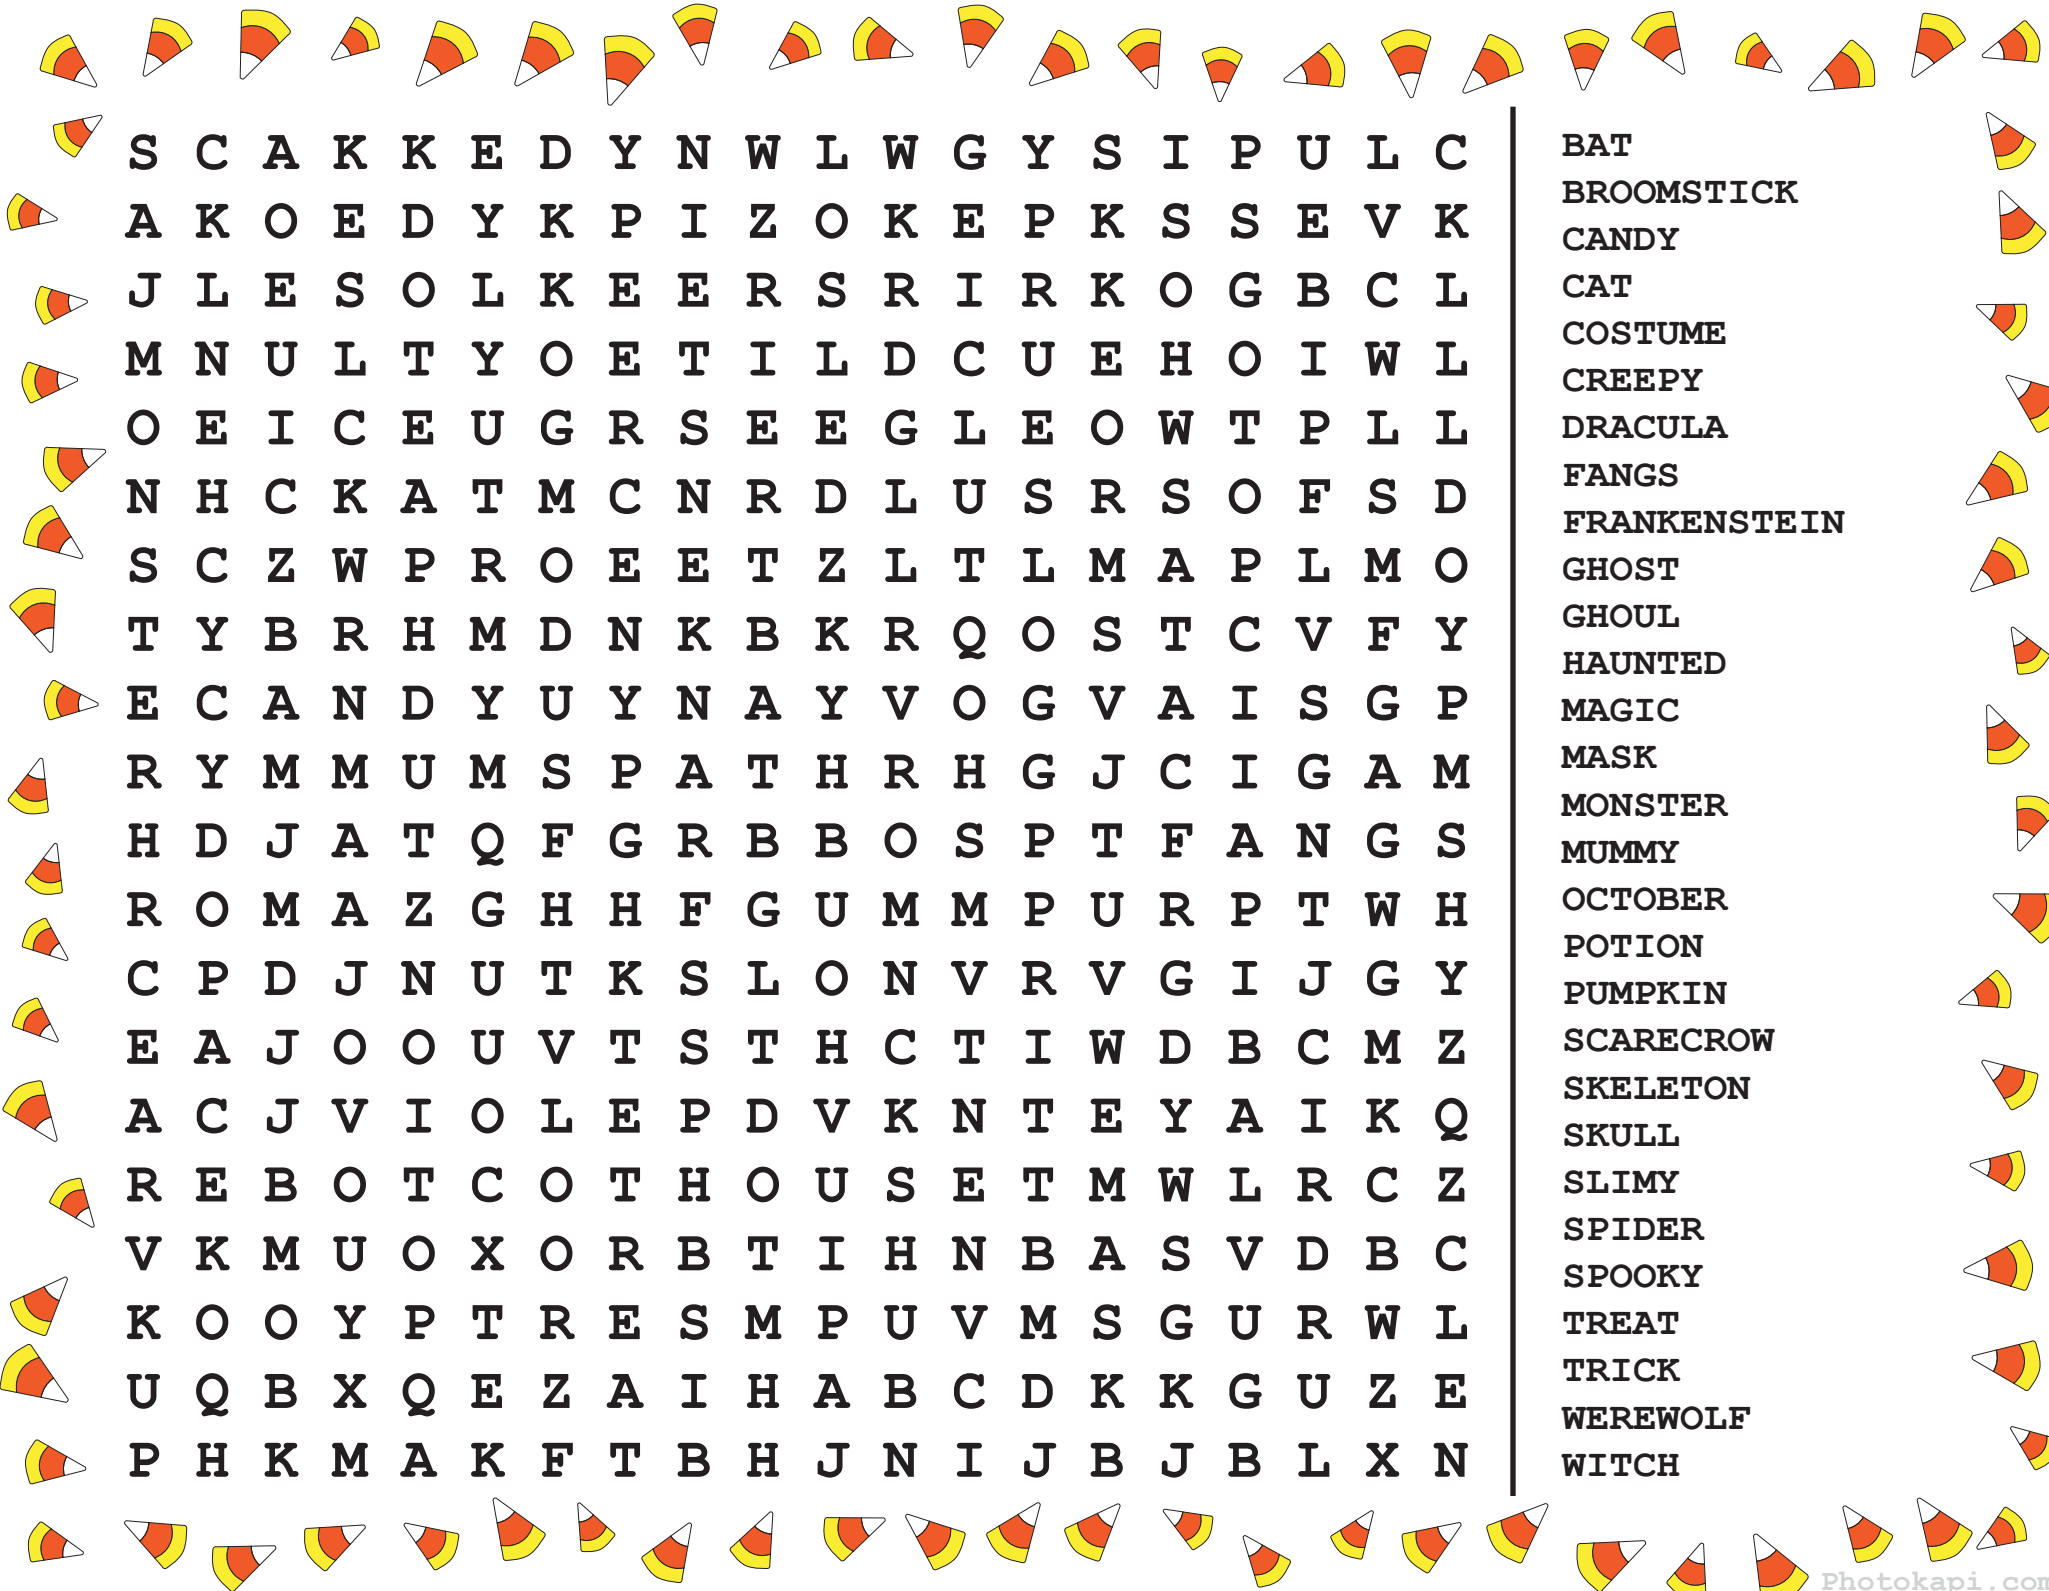 S C A K K E D Y N W L W G Y S I P U L C
A K O E D Y K P I Z O K E P K S S E V K
J L E S O L K E E R S R I R K O G B C L
M N U L T Y O E T I L D C U E H O I W L
O E I C E U G R S E E G L E O W T P L L
N H C K A T M C N R D L U S R S O F S D
S C Z W P R O E E T Z L T L M A P L M O
T Y B R H M D N K B K R Q O S T C V F Y
E C A N D Y U Y N A Y V O G V A I S G P
R Y M M U M S P A T H R H G J C I G A M
H D J A T Q F G R B B O S P T F A N G S
R O M A Z G H H F G U M M P U R P T W H
C P D J N U T K S L O N V R V G I J G Y
E A J O O U V T S T H C T I W D B C M Z
A C J V I O L E P D V K N T E Y A I K Q
R E B O T C O T H O U S E T M W L R C Z
V K M U O X O R B T I H N B A S V D B C
K O O Y P T R E S M P U V M S G U R W L
U Q B X Q E Z A I H A B C D K K G U Z E
P H K M A K F T B H J N I J B J B L X N
BAT
BROOMSTICK
CANDY
CAT
COSTUME
CREEPY
DRACULA
FANGS
FRANKENSTEIN
GHOST
GHOUL
HAUNTED
MAGIC
MASK
MONSTER
MUMMY
OCTOBER
POTION
PUMPKIN
SCARECROW
SKELETON
SKULL
SLIMY
SPIDER
SPOOKY
TREAT
TRICK
WEREWOLF
WITCH
Photokapi.com